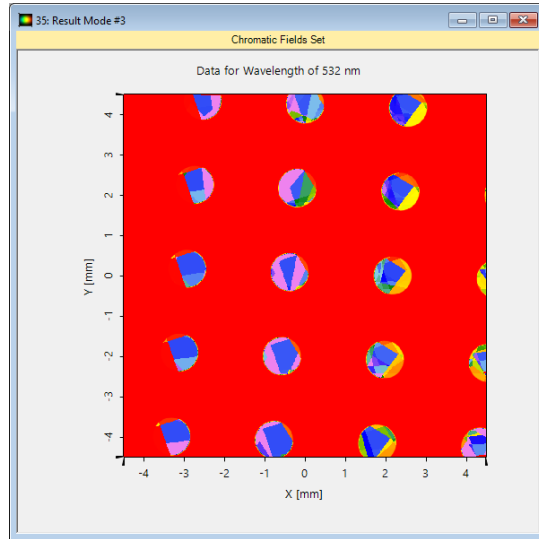 35: Result Mode #3
Chromatic Fields Set
Data for Wavelength of 532 nm
4
3
2
1
0
-1
-2
-3
-4
Y [mm]
-4 -3 -2 -1 0 1 2 3 4
X [mm]